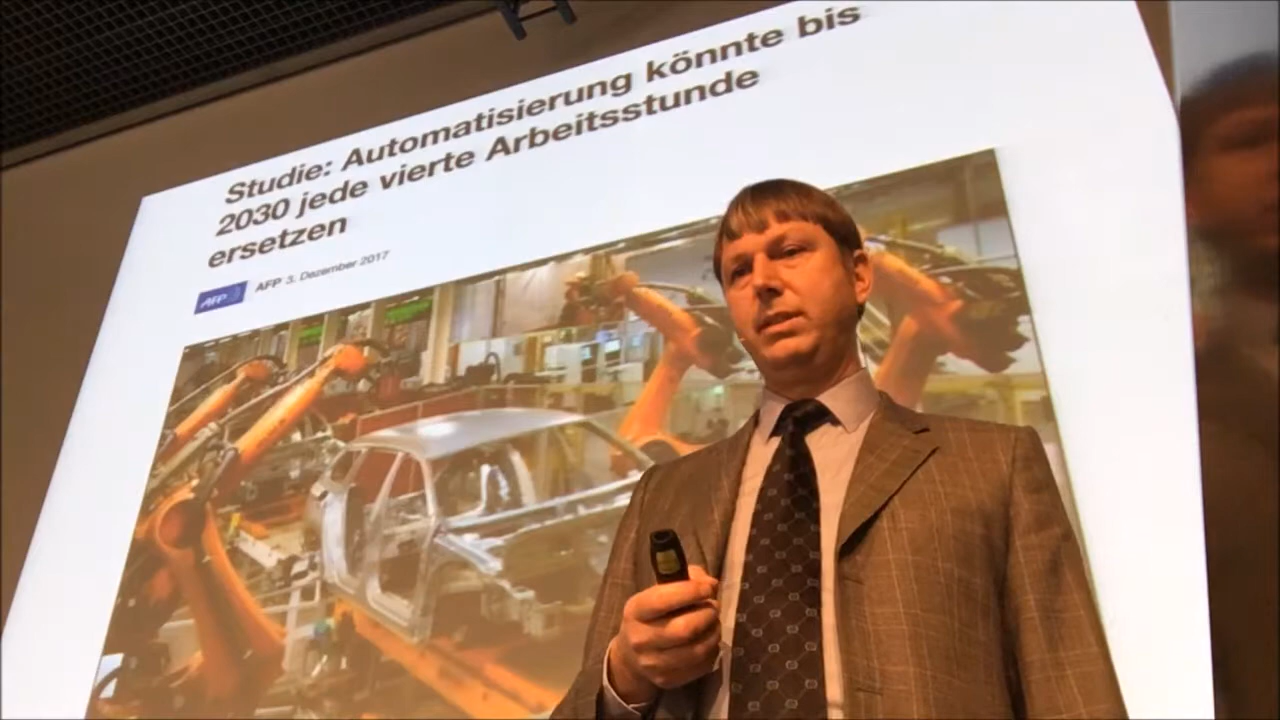 Studie: Automatisierung könnte bis
2030 jede vierte Arbeitsstunde
ersetzen
AFP AFP 3. Dezember 2017